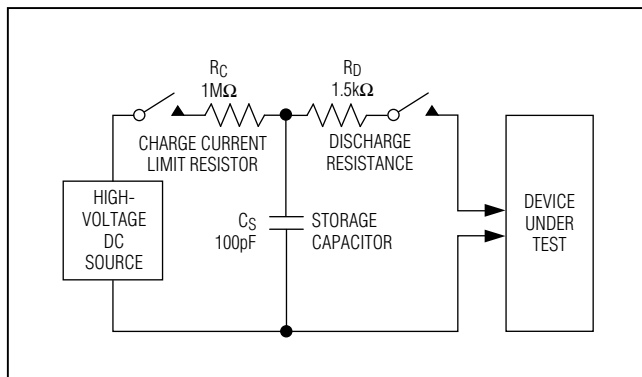 RC
1MΩ
CHARGE CURRENT
LIMIT RESISTOR
RD
1.5kΩ
DISCHARGE
RESISTANCE
HIGH-
VOLTAGE
DC
SOURCE
CS
100pF
STORAGE
CAPACITOR
DEVICE
UNDER
TEST